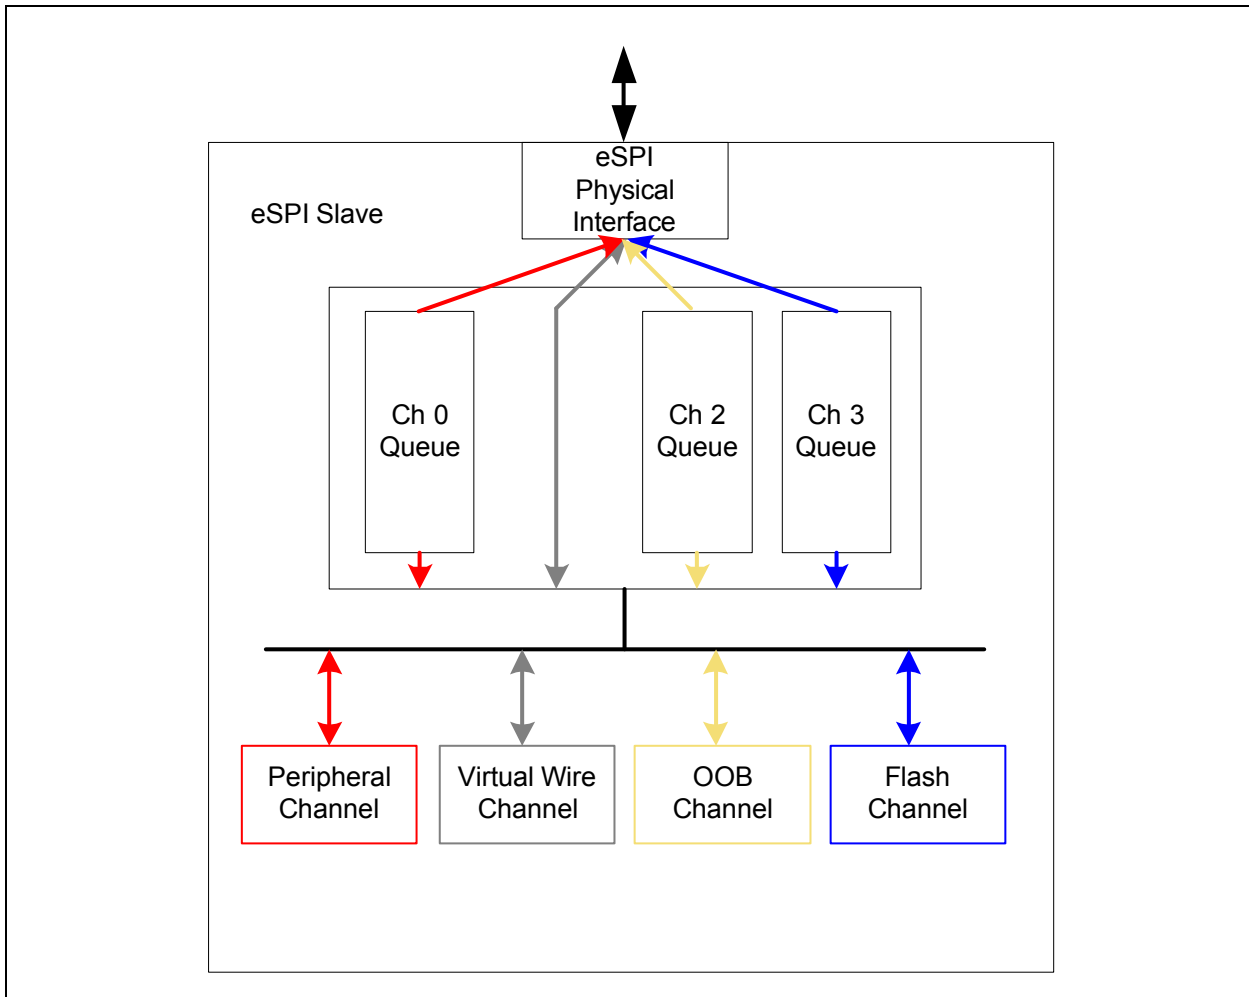 eSPI
Physical
Interface
eSPI Slave
Ch 0
Queue
Ch 2
Queue
Ch 3
Queue
Peripheral
Channel
Virtual Wire
Channel
OOB
Channel
Flash
Channel